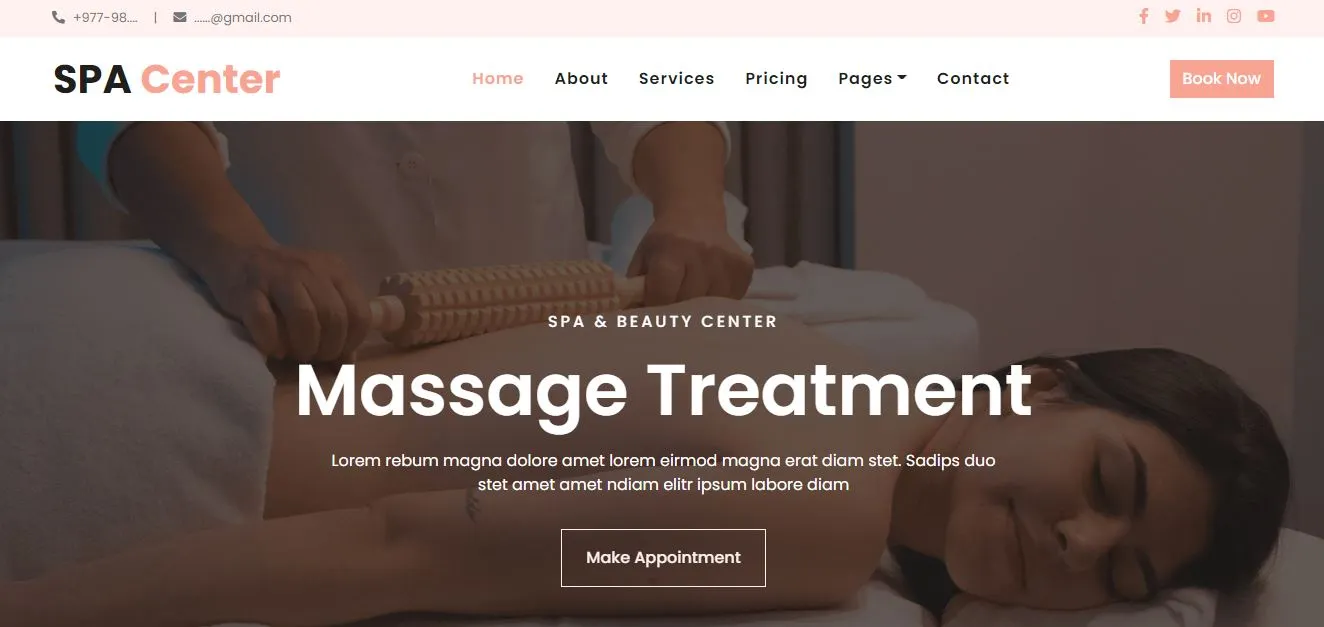 +977-98.... | ......@gmail.com
SPA Center
Home About Services Pricing Pages Contact
Book Now
SPA & BEAUTY CENTER
Massage Treatment
Lorem rebum magna dolore amet lorem eirmod magna erat diam stet. Sadips duo
stet amet amet ndiam elitr ipsum labore diam
Make Appointment